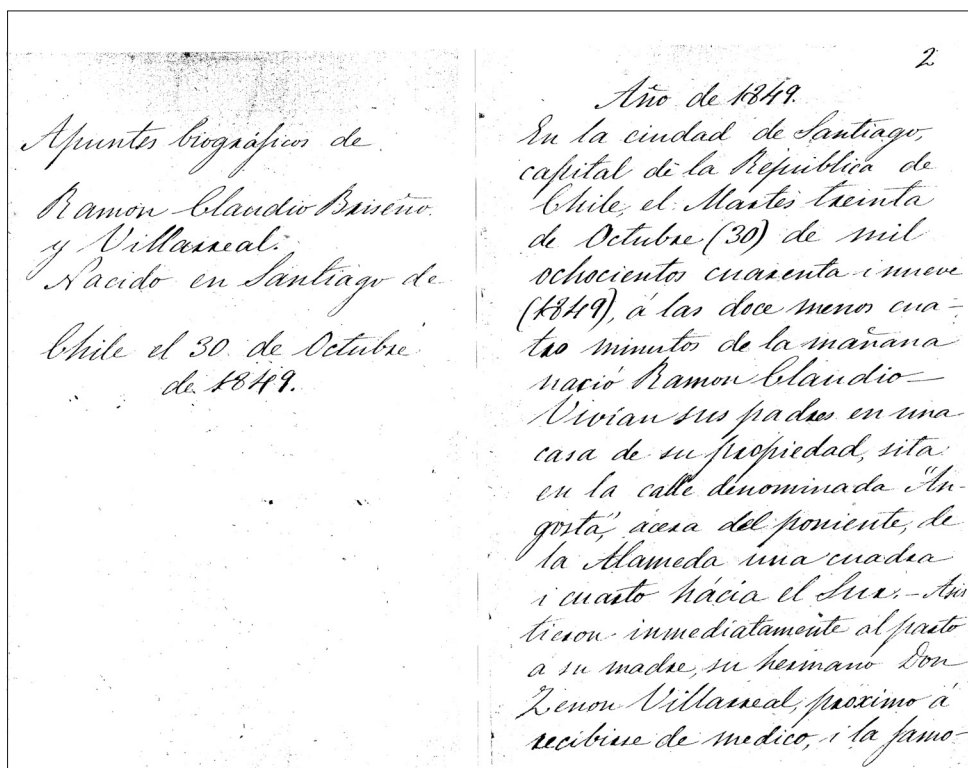 Apuntes biográficos de
Ramon Claudio Briseño
y Villarreal.
Nacido en Santiago de
Chile el 30 de Octubre
de 1849.
2
Año de 1849.
En la ciudad de Santiago,
capital de la República de
Chile, el Martes treinta
de Octubre (30) de mil
ochocientos cuarenta i nueve
(1849), á las doce menos cua-
tro minutos de la mañana
nació Ramon Claudio—
Vivian sus padres en una
casa de su propiedad, sita
en la calle denominada "An-
gosta", acera del poniente, de
la Alameda una cuadra
i cuarto hácia el Sur.- Asis
tieron inmediatamente al parto
a su madre, su hermano Don
Zenon Villarreal, próximo á
recibirse de medico, i la famo-